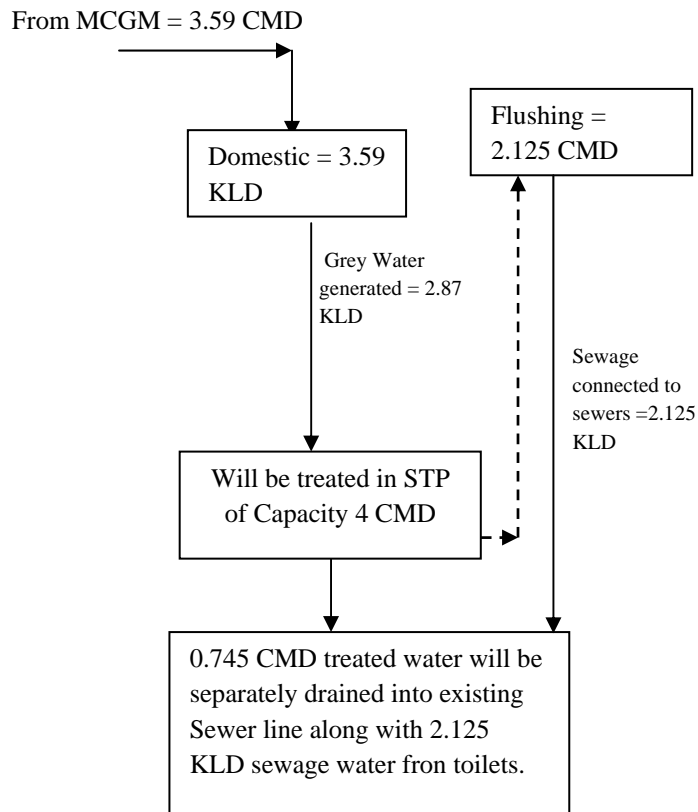 From MCGM = 3.59 CMD
Domestic = 3.59
KLD
Flushing =
2.125 CMD
Grey Water
generated = 2.87
KLD
Sewage
connected to
sewers =2.125
KLD
Will be treated in STP
of Capacity 4 CMD
0.745 CMD treated water will be
separately drained into existing
Sewer line along with 2.125
KLD sewage water fron toilets.